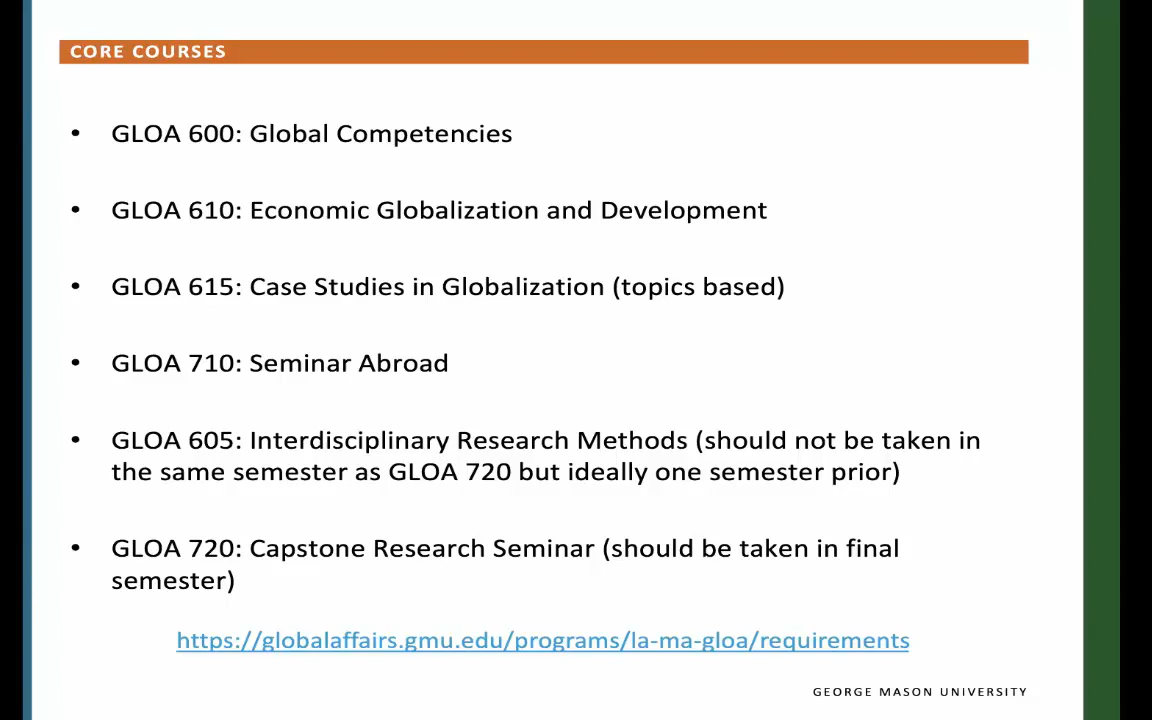 CORE COURSES
• GLOA 600: Global Competencies
• GLOA 610: Economic Globalization and Development
• GLOA 615: Case Studies in Globalization (topics based)
• GLOA 710: Seminar Abroad
• GLOA 605: Interdisciplinary Research Methods (should not be taken in
the same semester as GLOA 720 but ideally one semester prior)
• GLOA 720: Capstone Research Seminar (should be taken in final
semester)
https://globalaffairs.gmu.edu/programs/la-ma-gloa/requirements
GEORGE MASON UNIVERSITY